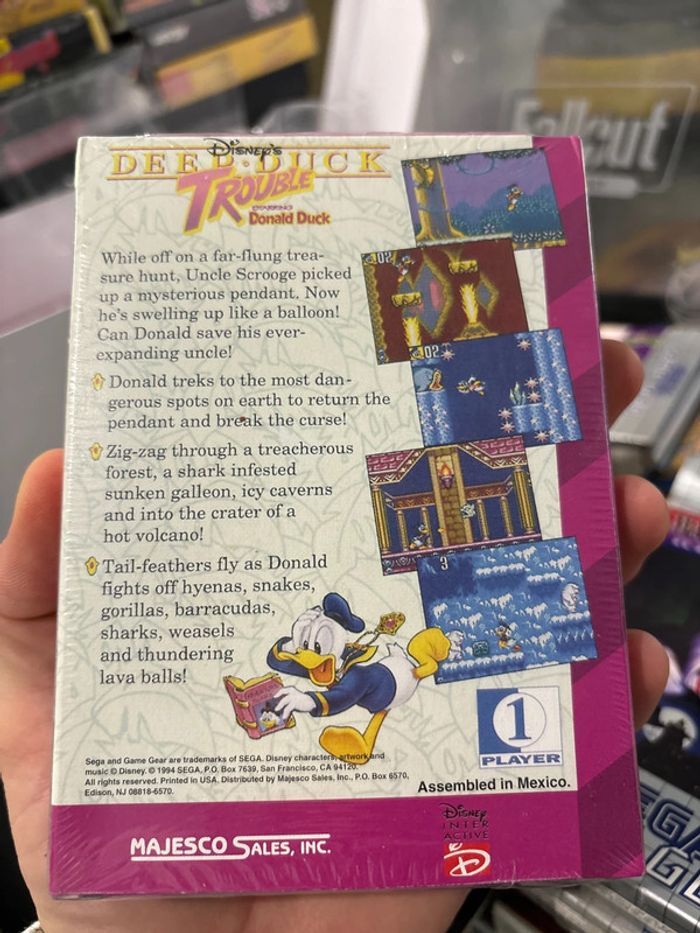 Fallout
DISNEY'S
DEEP DUCK
TROUBLE
STARRING
Donald Duck
While off on a far-flung trea-
sure hunt, Uncle Scrooge picked
up a mysterious pendant. Now
he's swelling up like a balloon!
Can Donald save his ever-
expanding uncle!
Donald treks to the most dan-
gerous spots on earth to return the
pendant and break the curse!
Zig-zag through a treacherous
forest, a shark infested
sunken galleon, icy caverns
and into the crater of a
hot volcano!
Tail-feathers fly as Donald
fights off hyenas, snakes,
gorillas, barracudas,
sharks, weasels
and thundering
lava balls!
02
02
3
1
PLAYER
Sega and Game Gear are trademarks of SEGA. Disney characters, artwork and
music © Disney. © 1994 SEGA, P.O. Box 7639, San Francisco, CA 94120.
All rights reserved. Printed in USA. Distributed by Majesco Sales, Inc., P.O. Box 6570,
Edison, NJ 08818-6570.
Assembled in Mexico.
MAJESCO SALES, INC.
DISNEY
INTER
ACTIVE
D